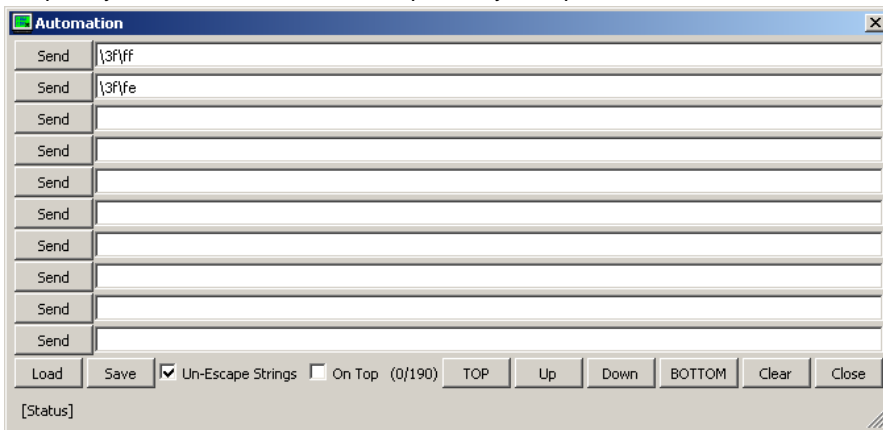 Automation
Send \3f\ff
Send \3f\fe
Send
Send
Send
Send
Send
Send
Send
Send
Load Save Un-Escape Strings On Top (0/190) TOP Up Down BOTTOM Clear Close
[Status]